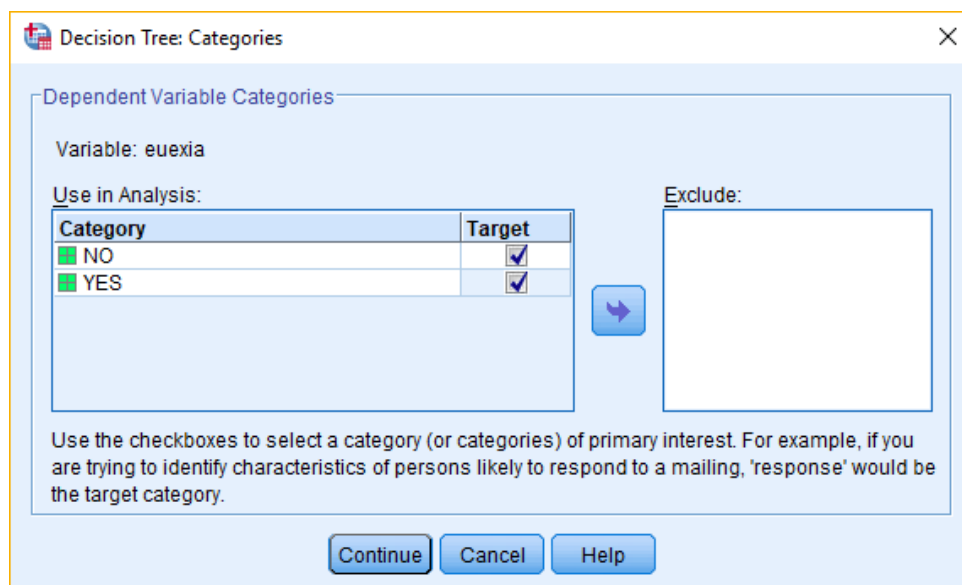 Decision Tree: Categories
Dependent Variable Categories
Variable: euexia
Use in Analysis:
Exclude:
Category Target
NO
YES
Use the checkboxes to select a category (or categories) of primary interest. For example, if you
are trying to identify characteristics of persons likely to respond to a mailing, 'response' would be
the target category.
Continue Cancel Help